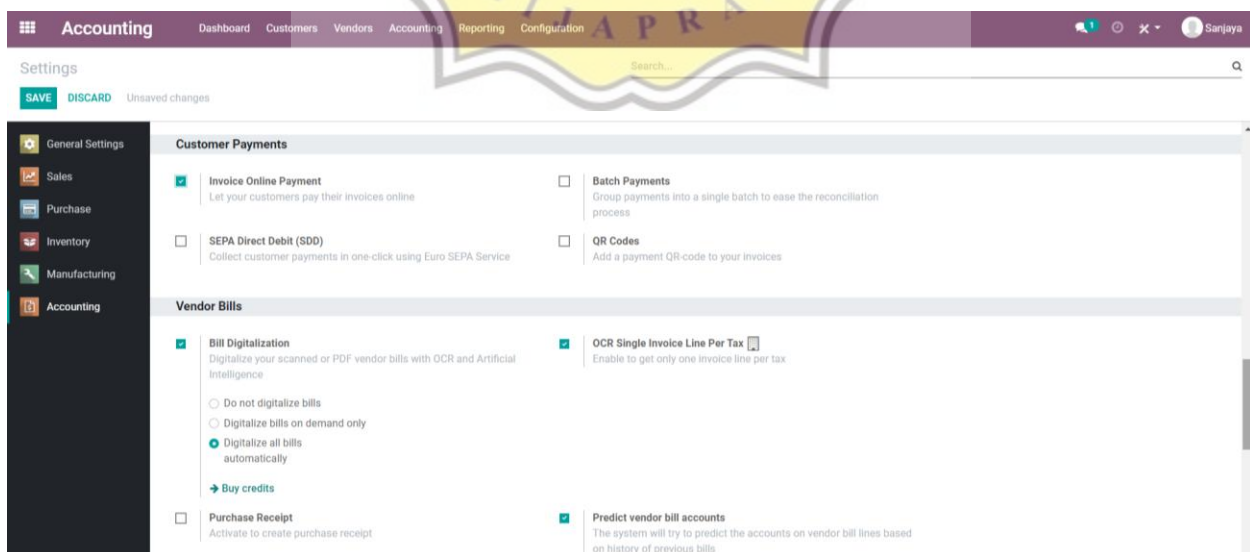 IJAPRA
Accounting
Dashboard Customers Vendors Accounting Reporting Configuration
1
Sanjaya
Settings
Search...
SAVE DISCARD Unsaved changes
General Settings
Sales
Purchase
Inventory
Manufacturing
Accounting
Customer Payments
Invoice Online Payment
Let your customers pay their invoices online
Batch Payments
Group payments into a single batch to ease the reconciliation
process
SEPA Direct Debit (SDD)
Collect customer payments in one-click using Euro SEPA Service
QR Codes
Add a payment QR-code to your invoices
Vendor Bills
Bill Digitalization
Digitalize your scanned or PDF vendor bills with OCR and Artificial
Intelligence
Do not digitalize bills
Digitalize bills on demand only
Digitalize all bills
automatically
Buy credits
OCR Single Invoice Line Per Tax
Enable to get only one invoice line per tax
Purchase Receipt
Activate to create purchase receipt
Predict vendor bill accounts
The system will try to predict the accounts on vendor bill lines based
on history of previous bills